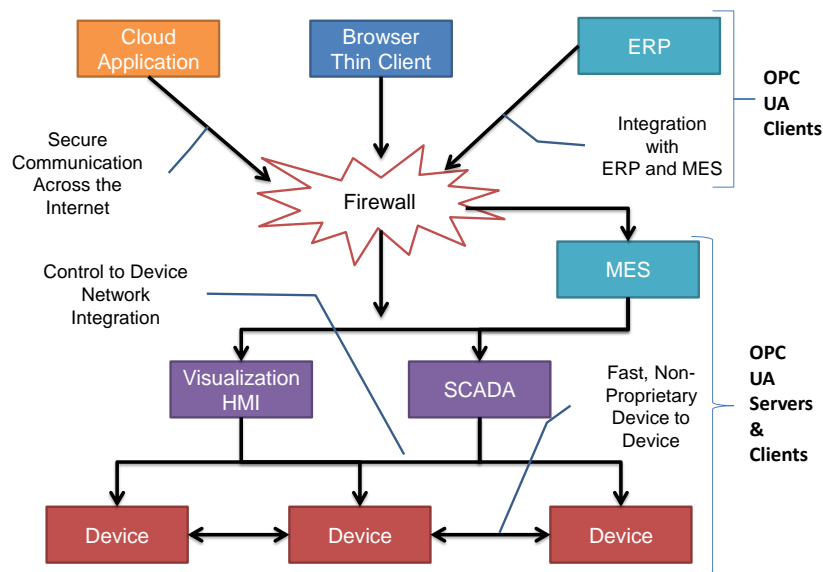 Cloud
Application
Browser
Thin Client
ERP
OPC
UA
Clients
Secure
Communication
Across the
Internet
Integration
with
ERP and MES
Firewall
Control to Device
Network
Integration
MES
Visualization
HMI
SCADA
Fast, Non-
Proprietary
Device to
Device
OPC
UA
Servers
&
Clients
Device
Device
Device